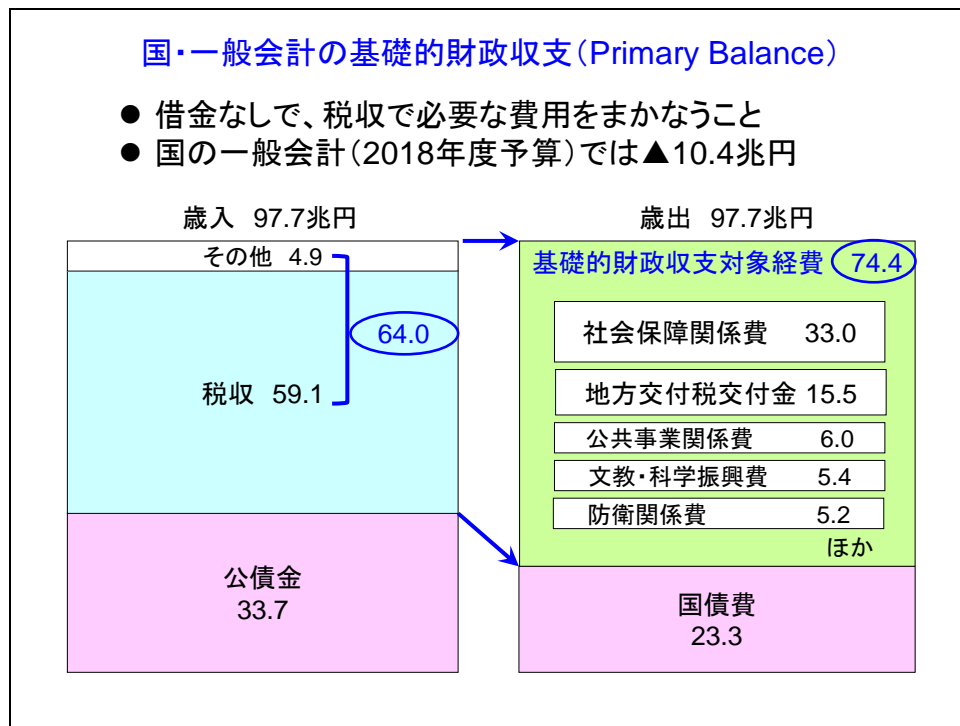 国・一般会計の基礎的財政収支(Primary Balance)
● 借金なしで、税収で必要な費用をまかなうこと
● 国の一般会計(2018年度予算)では▲10.4兆円
歳入 97.7兆円
その他 4.9
64.0
税収 59.1
公債金
33.7
歳出 97.7兆円
基礎的財政収支対象経費 74.4
社会保障関係費 33.0
地方交付税交付金 15.5
公共事業関係費 6.0
文教・科学振興費 5.4
防衛関係費 5.2
ほか
国債費
23.3